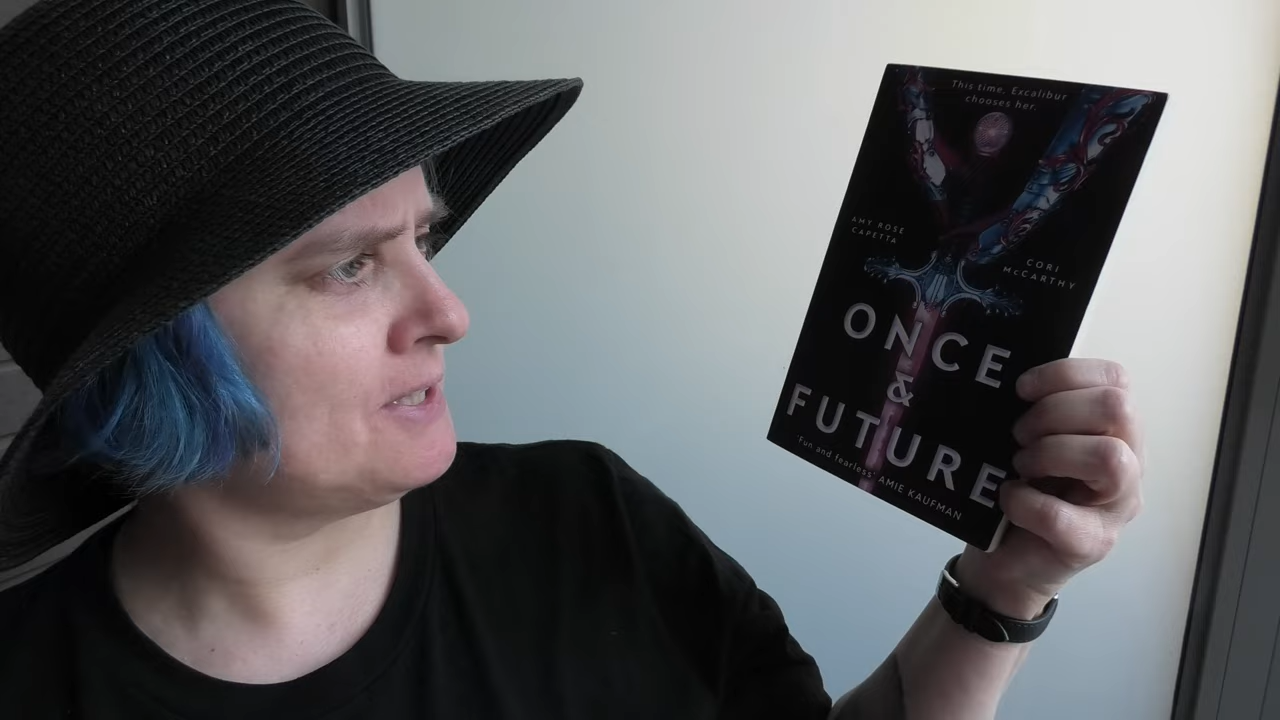 This time, Excalibur
chooses her.
AMY ROSE
CAPETTA
CORI
McCARTHY
ONCE
&
FUTURE
'Fun and fearless' AMIE KAUFMAN